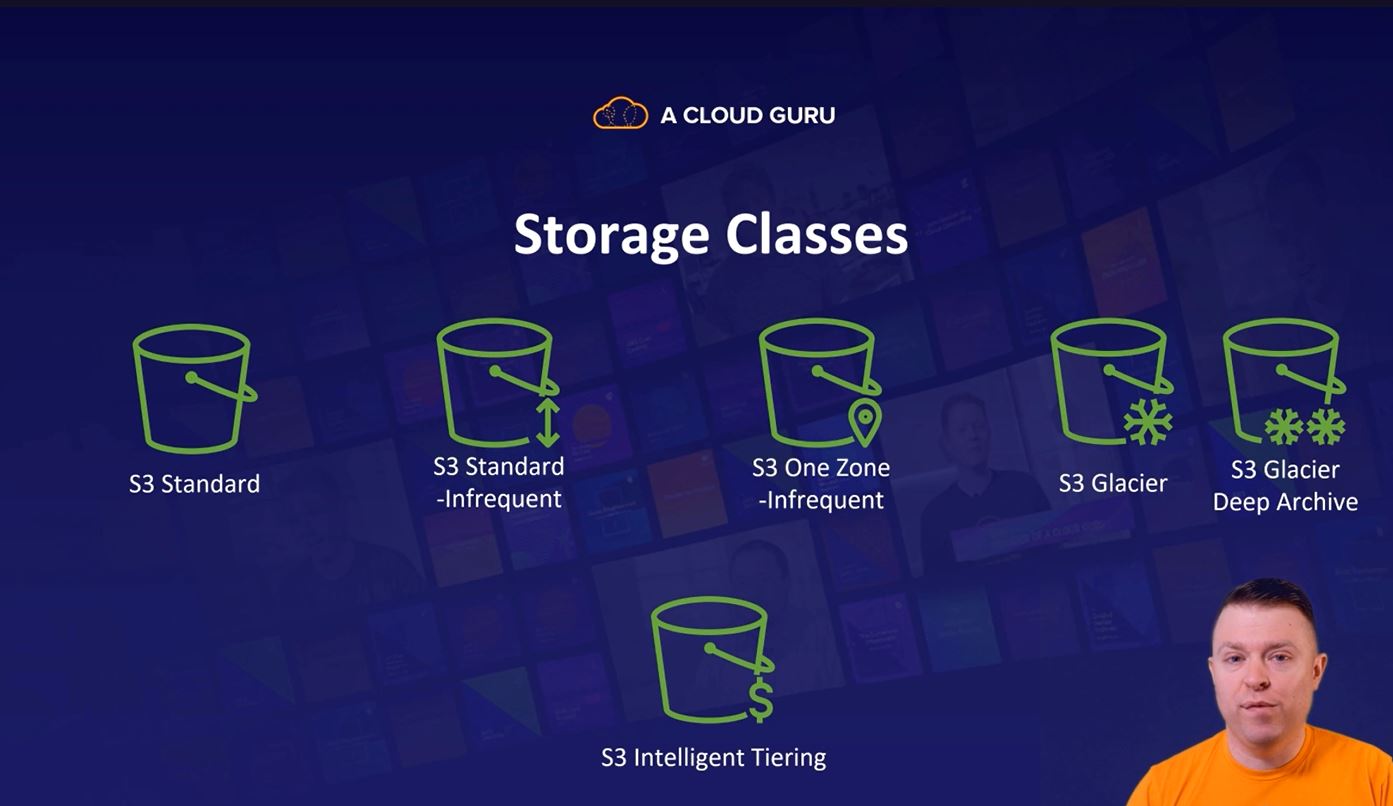 A CLOUD GURU
Storage Classes
S3 Standard
S3 Standard
-Infrequent
S3 One Zone
-Infrequent
S3 Glacier
S3 Glacier
Deep Archive
S3 Intelligent Tiering